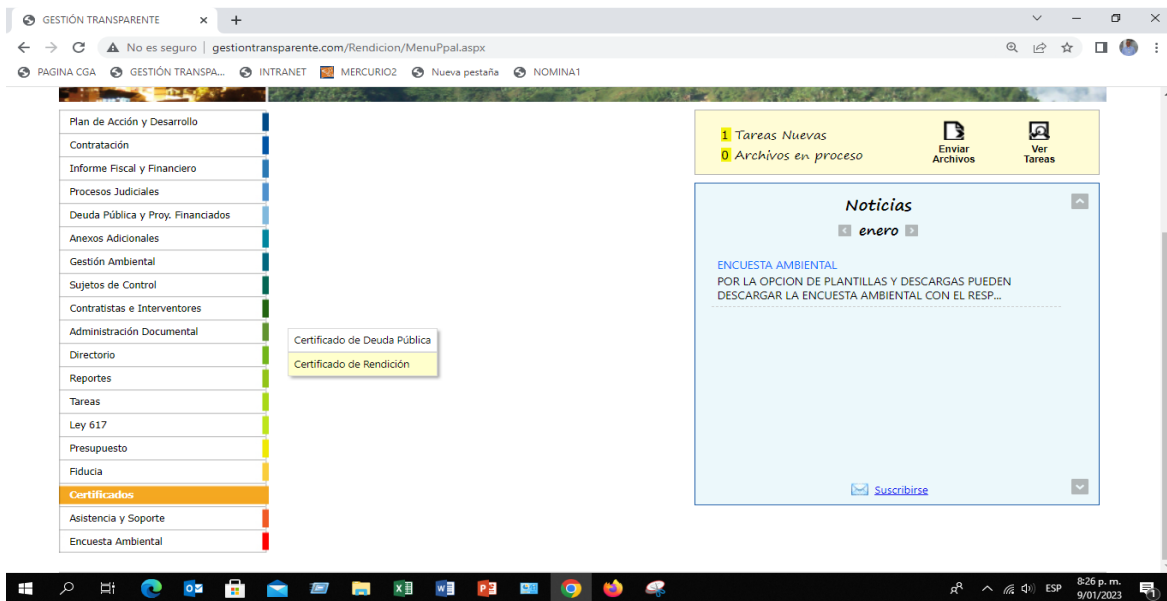 GESTIÓN TRANSPARENTE
No es seguro | gestiontransparente.com/Rendicion/MenuPpal.aspx
PAGINA CGA GESTIÓN TRANSPA... INTRANET MERCURIO2 Nueva pestaña NOMINA1
Plan de Acción y Desarrollo
Contratación
Informe Fiscal y Financiero
Procesos Judiciales
Deuda Pública y Proy. Financiados
Anexos Adicionales
Gestión Ambiental
Sujetos de Control
Contratistas e Interventores
Administración Documental
Directorio
Reportes
Tareas
Ley 617
Presupuesto
Fiducia
Certificados
Asistencia y Soporte
Encuesta Ambiental
Certificado de Deuda Pública
Certificado de Rendición
1 Tareas Nuevas
0 Archivos en proceso
Enviar
Archivos
Ver
Tareas
Noticias
enero
ENCUESTA AMBIENTAL
POR LA OPCION DE PLANTILLAS Y DESCARGAS PUEDEN
DESCARGAR LA ENCUESTA AMBIENTAL CON EL RESP...
Suscribirse
ESP
8:26 p. m.
9/01/2023
1